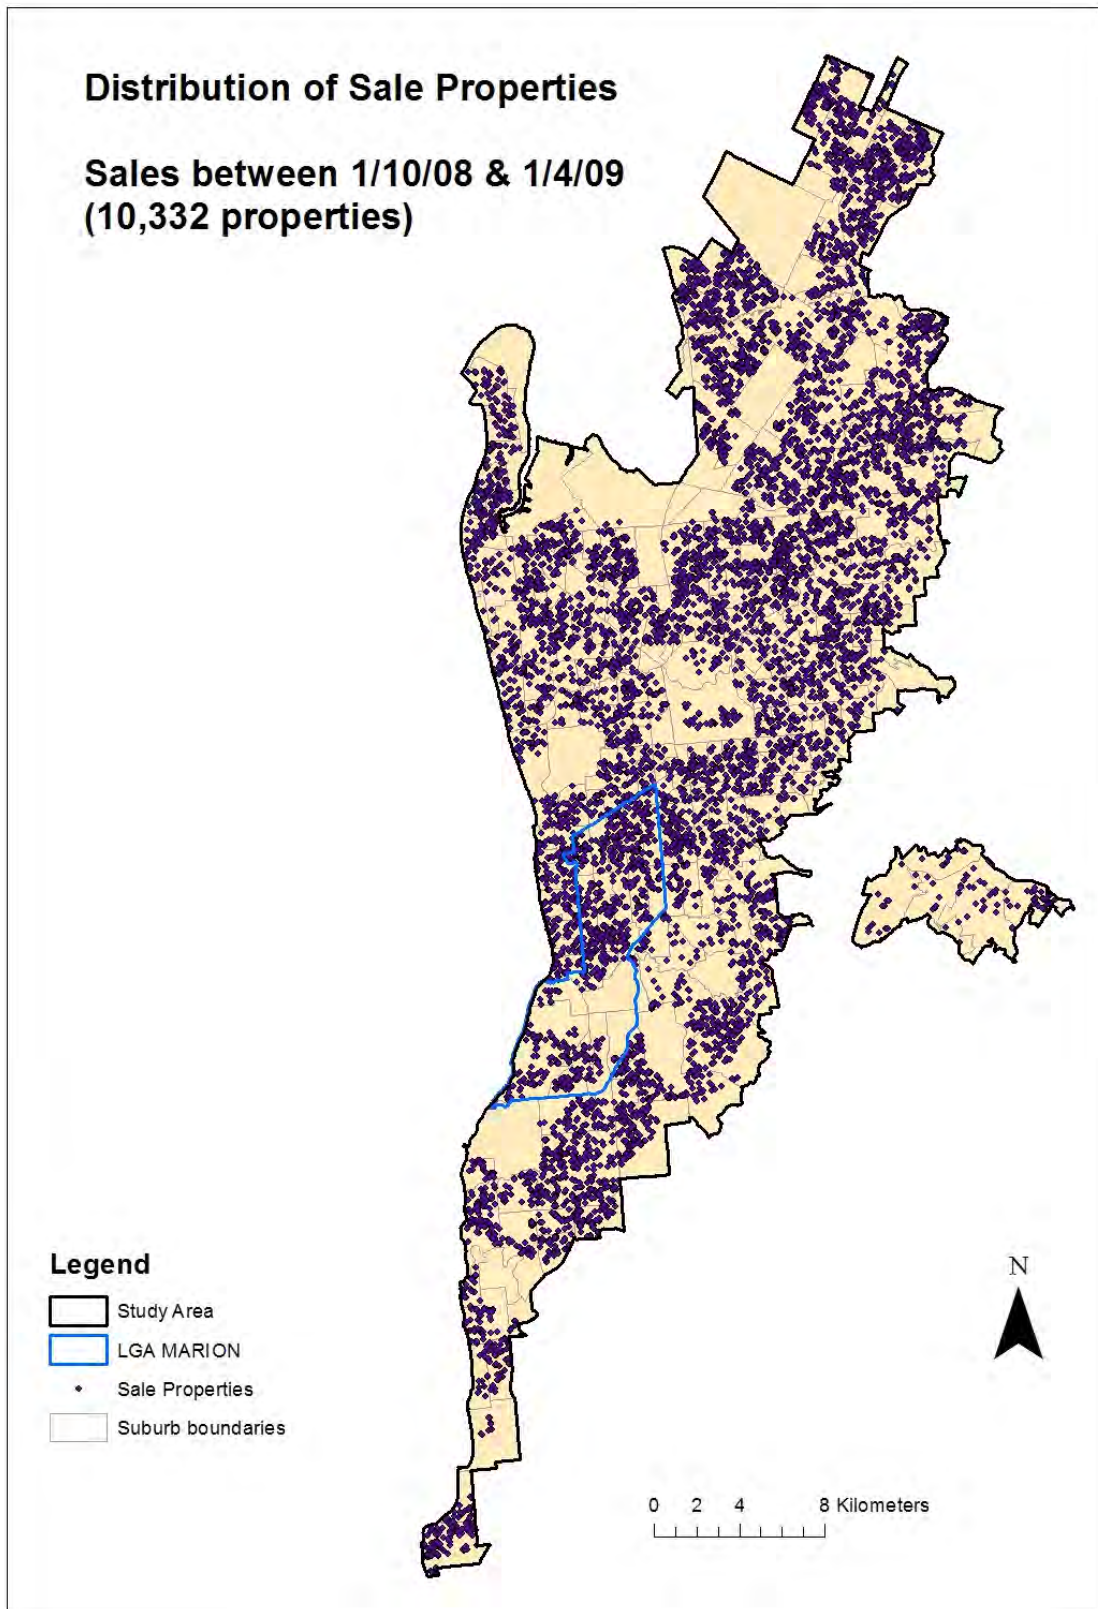 Distribution of Sale Properties
Sales between 1/10/08 & 1/4/09
(10,332 properties)
Legend
Study Area
LGA MARION
Sale Properties
Suburb boundaries
N
0 2 4 8 Kilometers